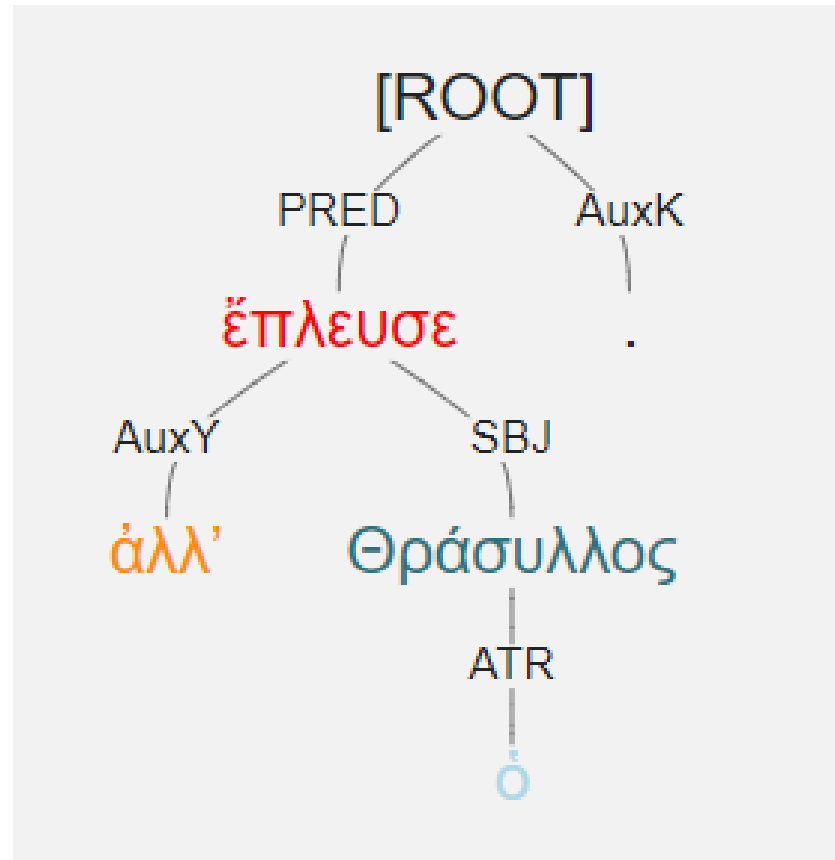 [ROOT]
PRED AuxK
ἔπλευσε .
AuxY SBJ
ἀλλ’ Θράσυλλος
ATR
ὁ